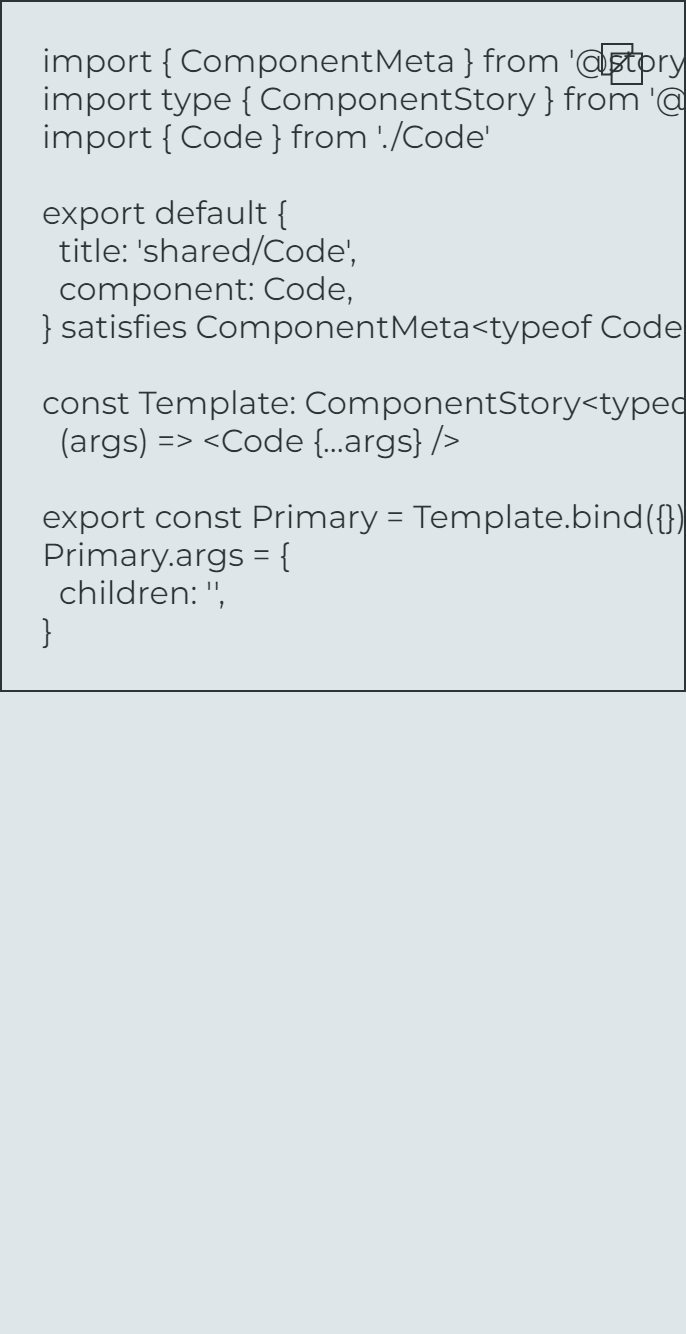 import { ComponentMeta } from '@story
import type { ComponentStory } from '@
import { Code } from './Code'
export default {
title: 'shared/Code',
component: Code,
} satisfies ComponentMeta<typeof Code
const Template: ComponentStory<typeo
(args) => <Code {...args} />
export const Primary = Template.bind({})
Primary.args = {
children: '',
}